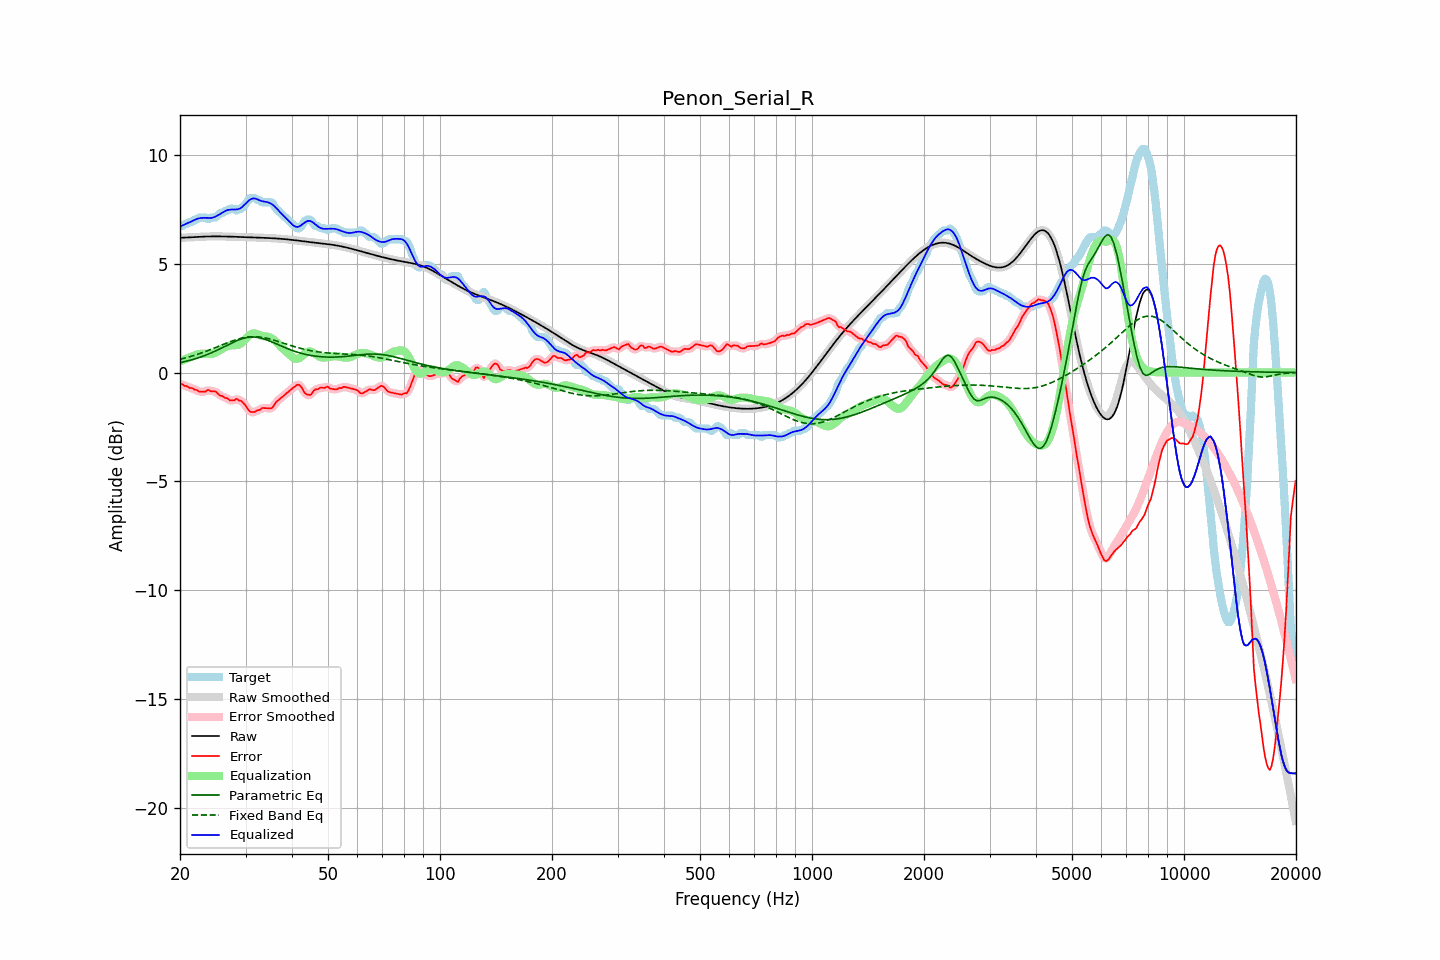 Penon_Serial_R
Amplitude (dBr)
10
5
0
−5
−10
−15
−20
Target
Raw Smoothed
Error Smoothed
Raw
Error
Equalization
Parametric Eq
Fixed Band Eq
Equalized
20 50 100 200 500 1000 2000 5000 10000 20000
Frequency (Hz)